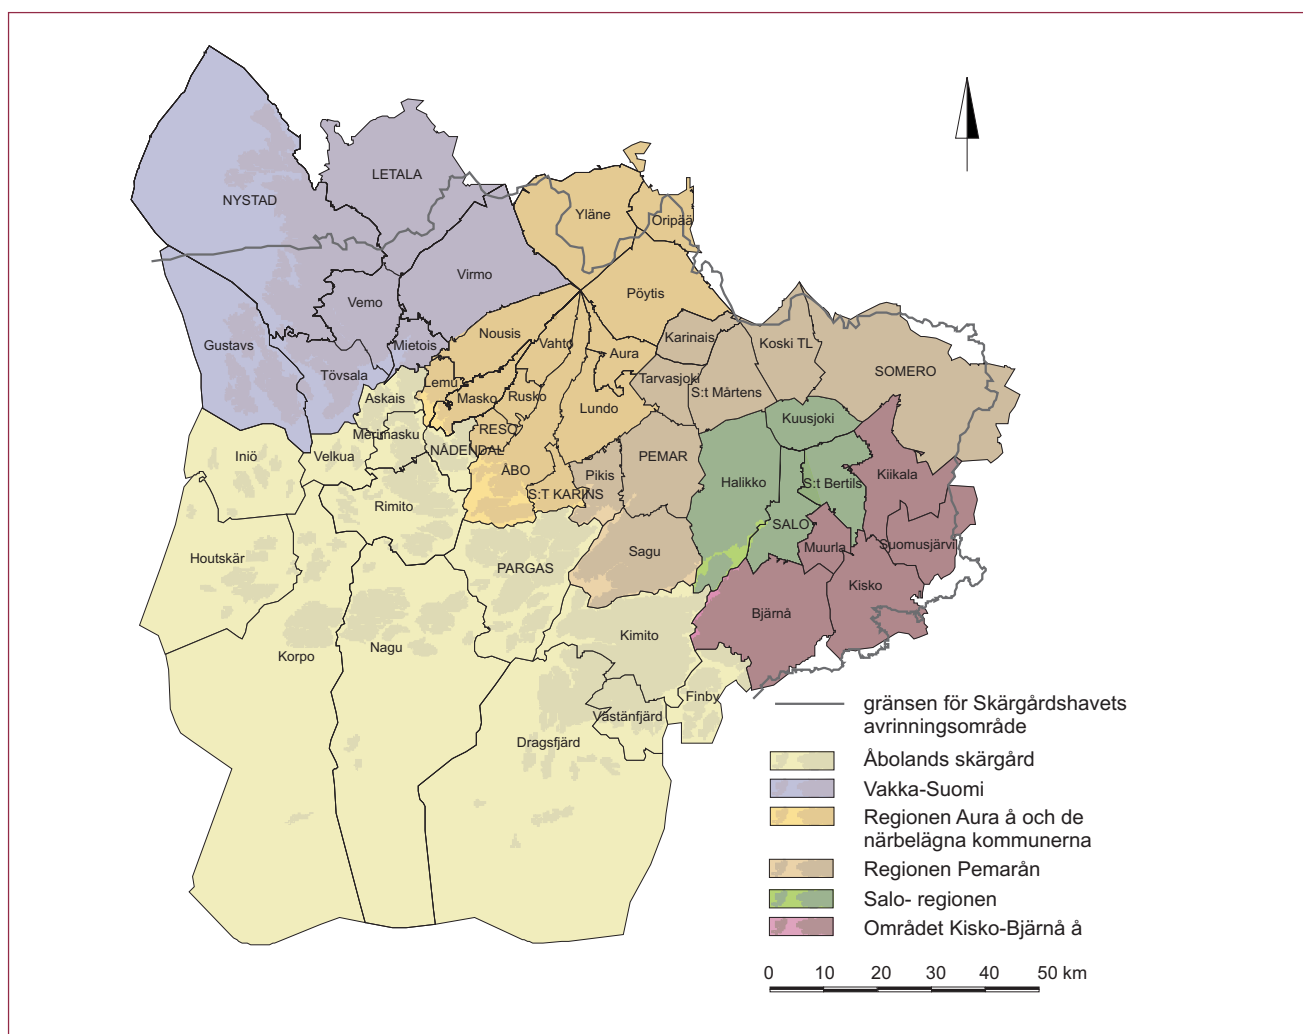 LETALA
NYSTAD
Yläne
Oripää
Virmo
Vemo
Pöytis
Gustavs
Mietois
Nousis
Vahto
Karinais
Koski TL
Aura
Tövsala
Lemu
Tarvasjoki
SOMERO
Askais
Masko
Rusko
S:t Mårtens
Lundo
Kuusjoki
Merimasku
RESO
NÅDENDAL
Iniö
Velkua
ÅBO
PEMAR
Pikis
Halikko
S:t Bertils
Kiikala
Rimito
S:T KARINS
SALO
Houtskär
PARGAS
Sagu
Muurla
Suomusjärvi
Kisko
Bjärnå
Kimito
Korpo
Nagu
Finby
Västänfjärd
Dragsfjärd
gränsen för Skärgårdshavets
avrinningsområde
Åbolands skärgård
Vakka-Suomi
Regionen Aura å och de
närbelägna kommunerna
Regionen Pemarån
Salo- regionen
Området Kisko-Bjärnå å
0 10 20 30 40 50 km